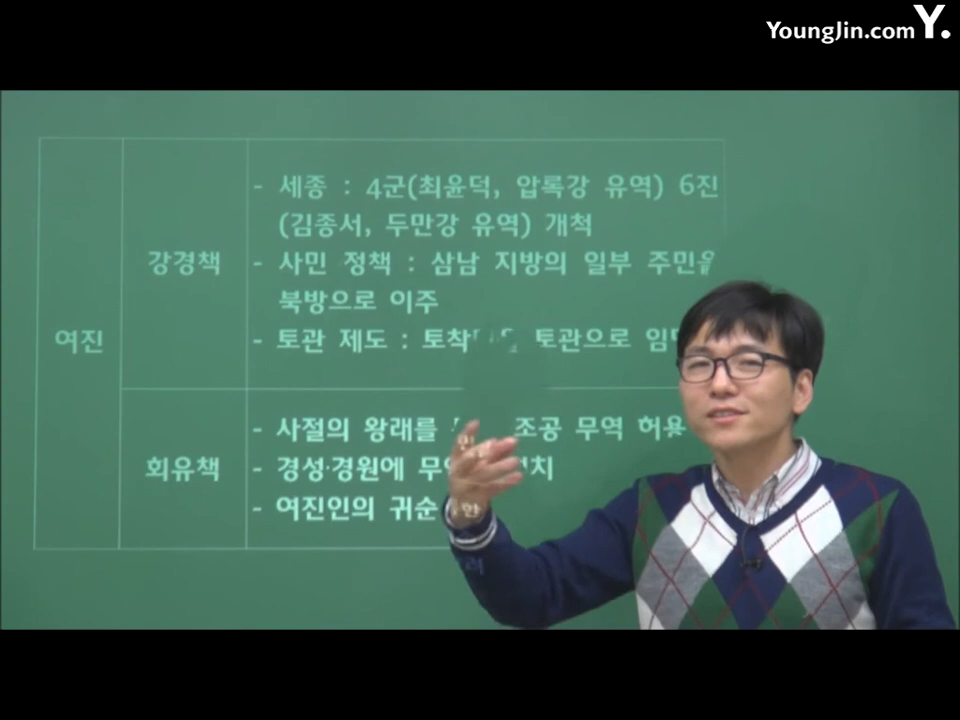 YoungJin.com Y.
여진
강경책
- 세종 : 4군(최윤덕, 압록강 유역) 6진
(김종서, 두만강 유역) 개척
- 사민 정책 : 삼남 지방의 일부 주민을
북방으로 이주
- 토관 제도 : 토착 토관으로
회유책
- 사절의 왕래를 조공 무역 허용
- 경성·경원에
- 여진인의 귀순